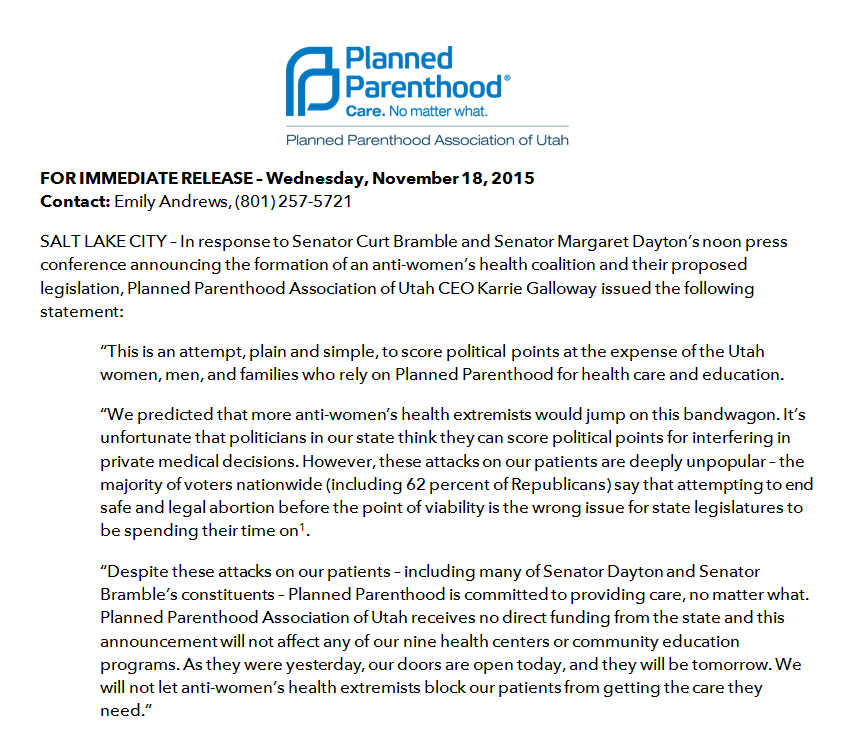 Planned
Parenthood®
Care. No matter what.
Planned Parenthood Association of Utah
FOR IMMEDIATE RELEASE – Wednesday, November 18, 2015
Contact: Emily Andrews, (801) 257-5721
SALT LAKE CITY – In response to Senator Curt Bramble and Senator Margaret Dayton’s noon press
conference announcing the formation of an anti-women’s health coalition and their proposed
legislation, Planned Parenthood Association of Utah CEO Karrie Galloway issued the following
statement:
“This is an attempt, plain and simple, to score political points at the expense of the Utah
women, men, and families who rely on Planned Parenthood for health care and education.
“We predicted that more anti-women’s health extremists would jump on this bandwagon. It’s
unfortunate that politicians in our state think they can score political points for interfering in
private medical decisions. However, these attacks on our patients are deeply unpopular – the
majority of voters nationwide (including 62 percent of Republicans) say that attempting to end
safe and legal abortion before the point of viability is the wrong issue for state legislatures to
be spending their time on¹.
“Despite these attacks on our patients – including many of Senator Dayton and Senator
Bramble’s constituents – Planned Parenthood is committed to providing care, no matter what.
Planned Parenthood Association of Utah receives no direct funding from the state and this
announcement will not affect any of our nine health centers or community education
programs. As they were yesterday, our doors are open today, and they will be tomorrow. We
will not let anti-women’s health extremists block our patients from getting the care they
need.”